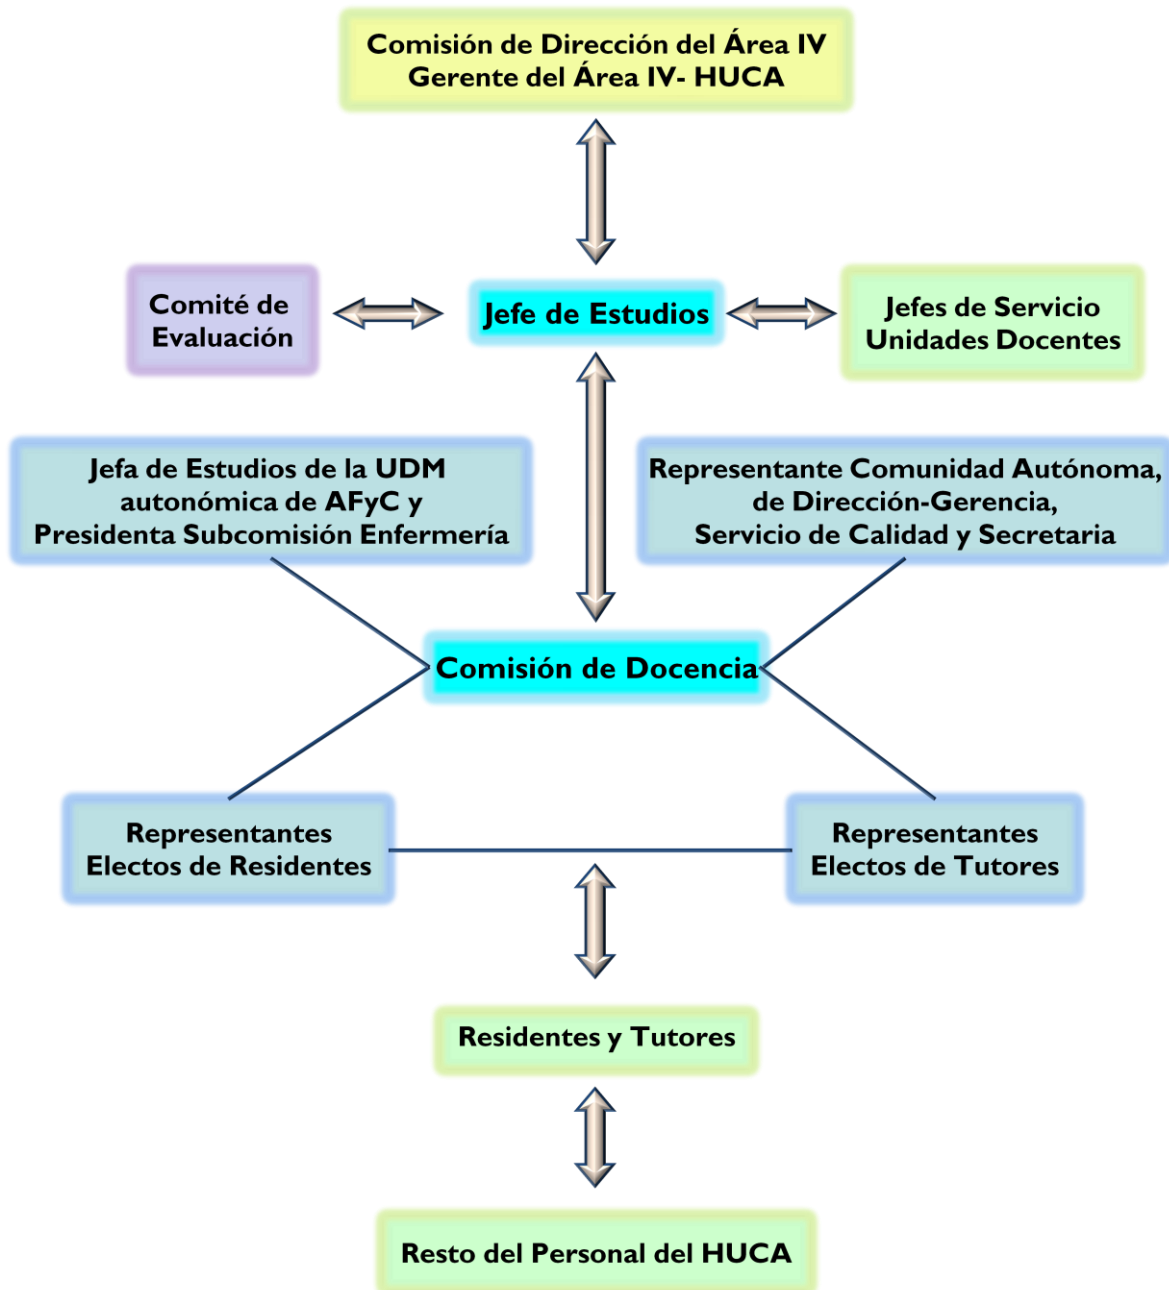 Comisión de Dirección del Área IV
Gerente del Área IV- HUCA
Comité de
Evaluación
Jefe de Estudios
Jefes de Servicio
Unidades Docentes
Jefa de Estudios de la UDM
autonómica de AFyC y
Presidenta Subcomisión Enfermería
Representante Comunidad Autónoma,
de Dirección-Gerencia,
Servicio de Calidad y Secretaria
Comisión de Docencia
Representantes
Electos de Residentes
Representantes
Electos de Tutores
Residentes y Tutores
Resto del Personal del HUCA